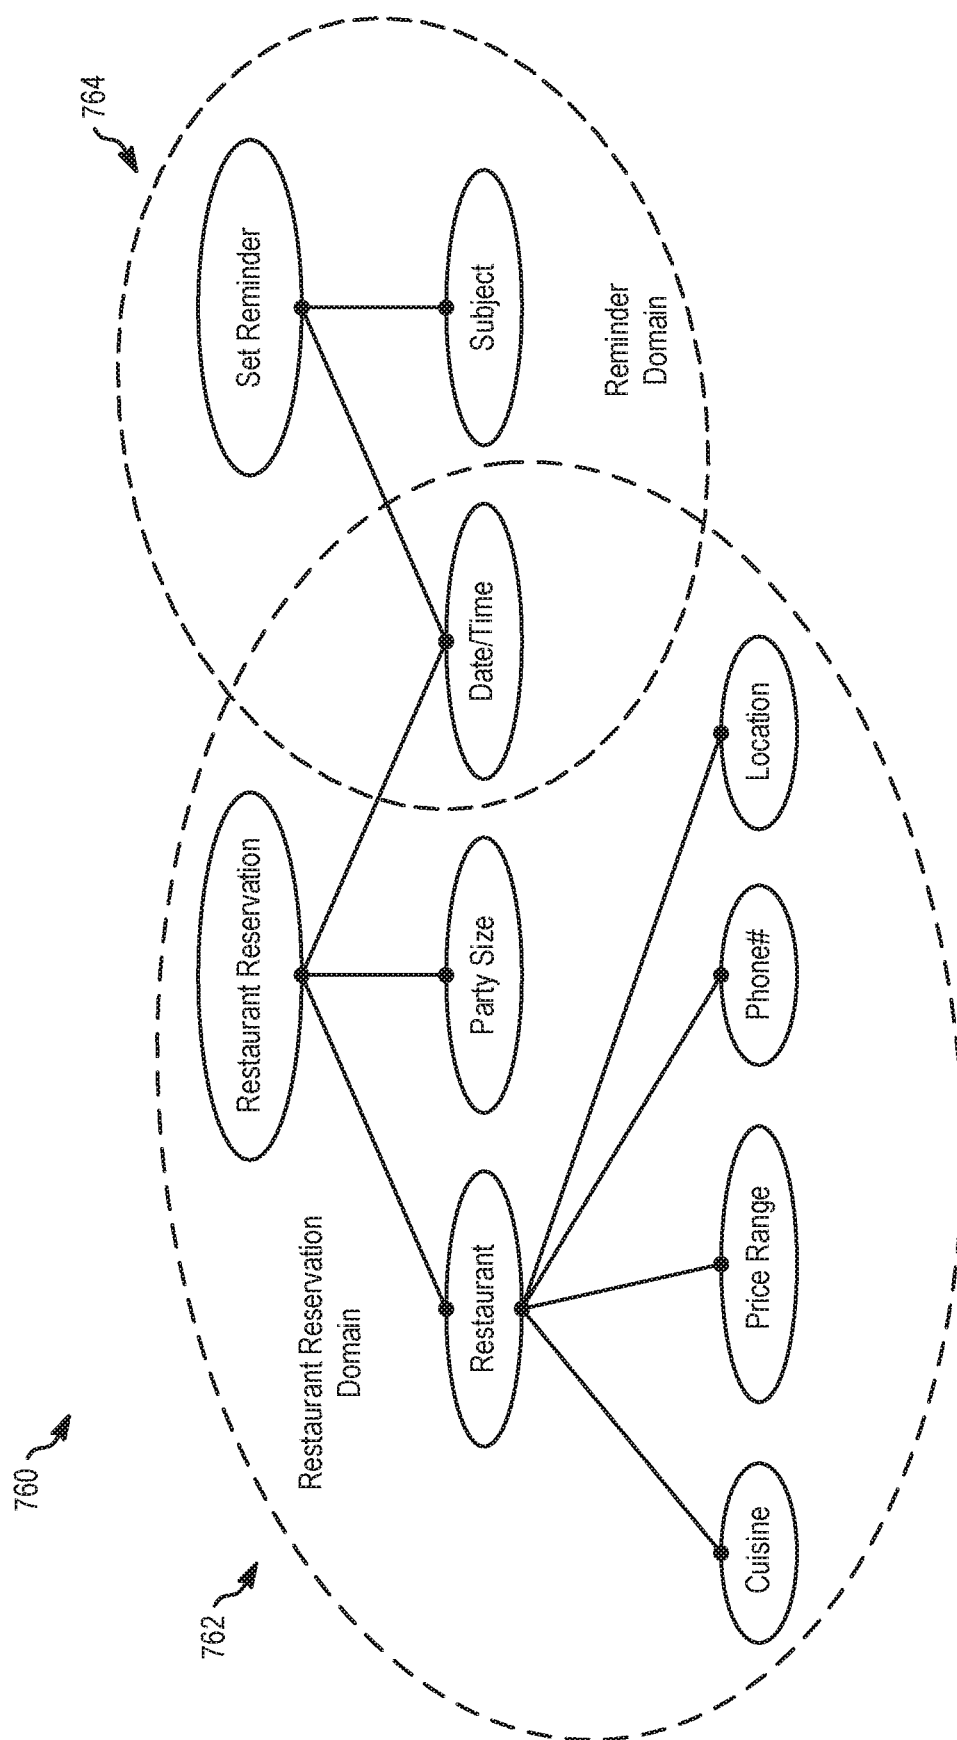 760
762
764
Restaurant Reservation
Domain
Restaurant Reservation
Set Reminder
Restaurant
Party Size
Date/Time
Subject
Reminder
Domain
Cuisine
Price Range
Phone#
Location